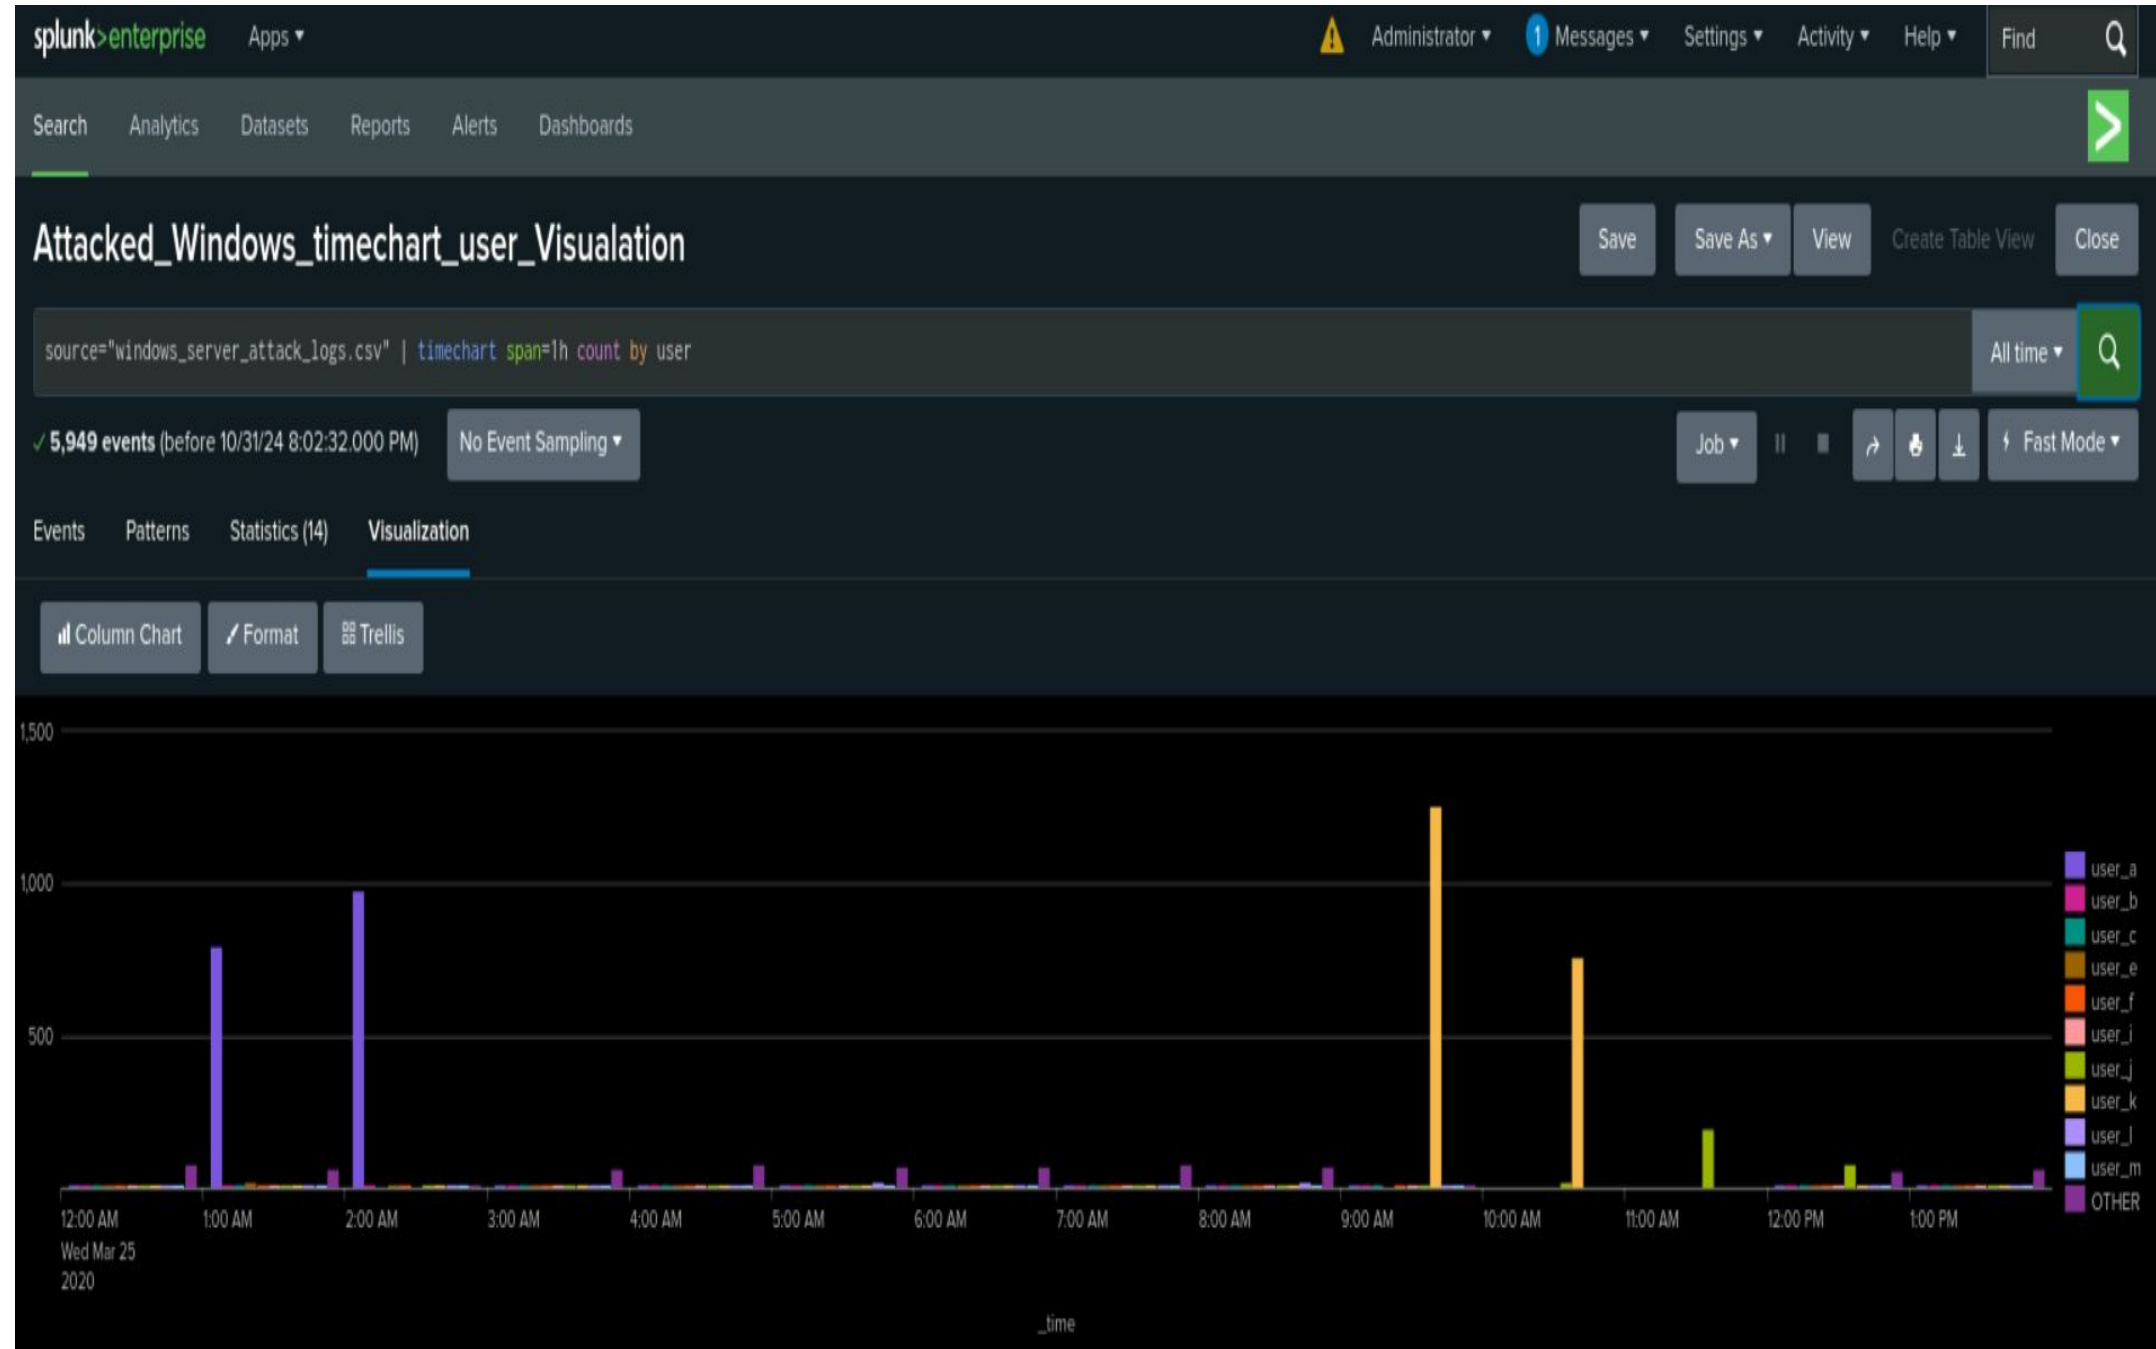 splunk>enterprise Apps ▾ Administrator ▾ 1 Messages ▾ Settings ▾ Activity ▾ Help ▾ Find
Search Analytics Datasets Reports Alerts Dashboards
>
Attacked_Windows_timechart_user_Visualation Save Save As ▾ View Create Table View Close
source="windows_server_attack_logs.csv" | timechart span=1h count by user All time ▾
✓ 5,949 events (before 10/31/24 8:02:32.000 PM) No Event Sampling ▾ Job ▾ Fast Mode ▾
Events Patterns Statistics (14) Visualization
Column Chart Format Trellis
1,500
1,000
500
user_a
user_b
user_c
user_e
user_f
user_i
user_j
user_k
user_l
user_m
OTHER
12:00 AM 1:00 AM 2:00 AM 3:00 AM 4:00 AM 5:00 AM 6:00 AM 7:00 AM 8:00 AM 9:00 AM 10:00 AM 11:00 AM 12:00 PM 1:00 PM
Wed Mar 25
2020
_time